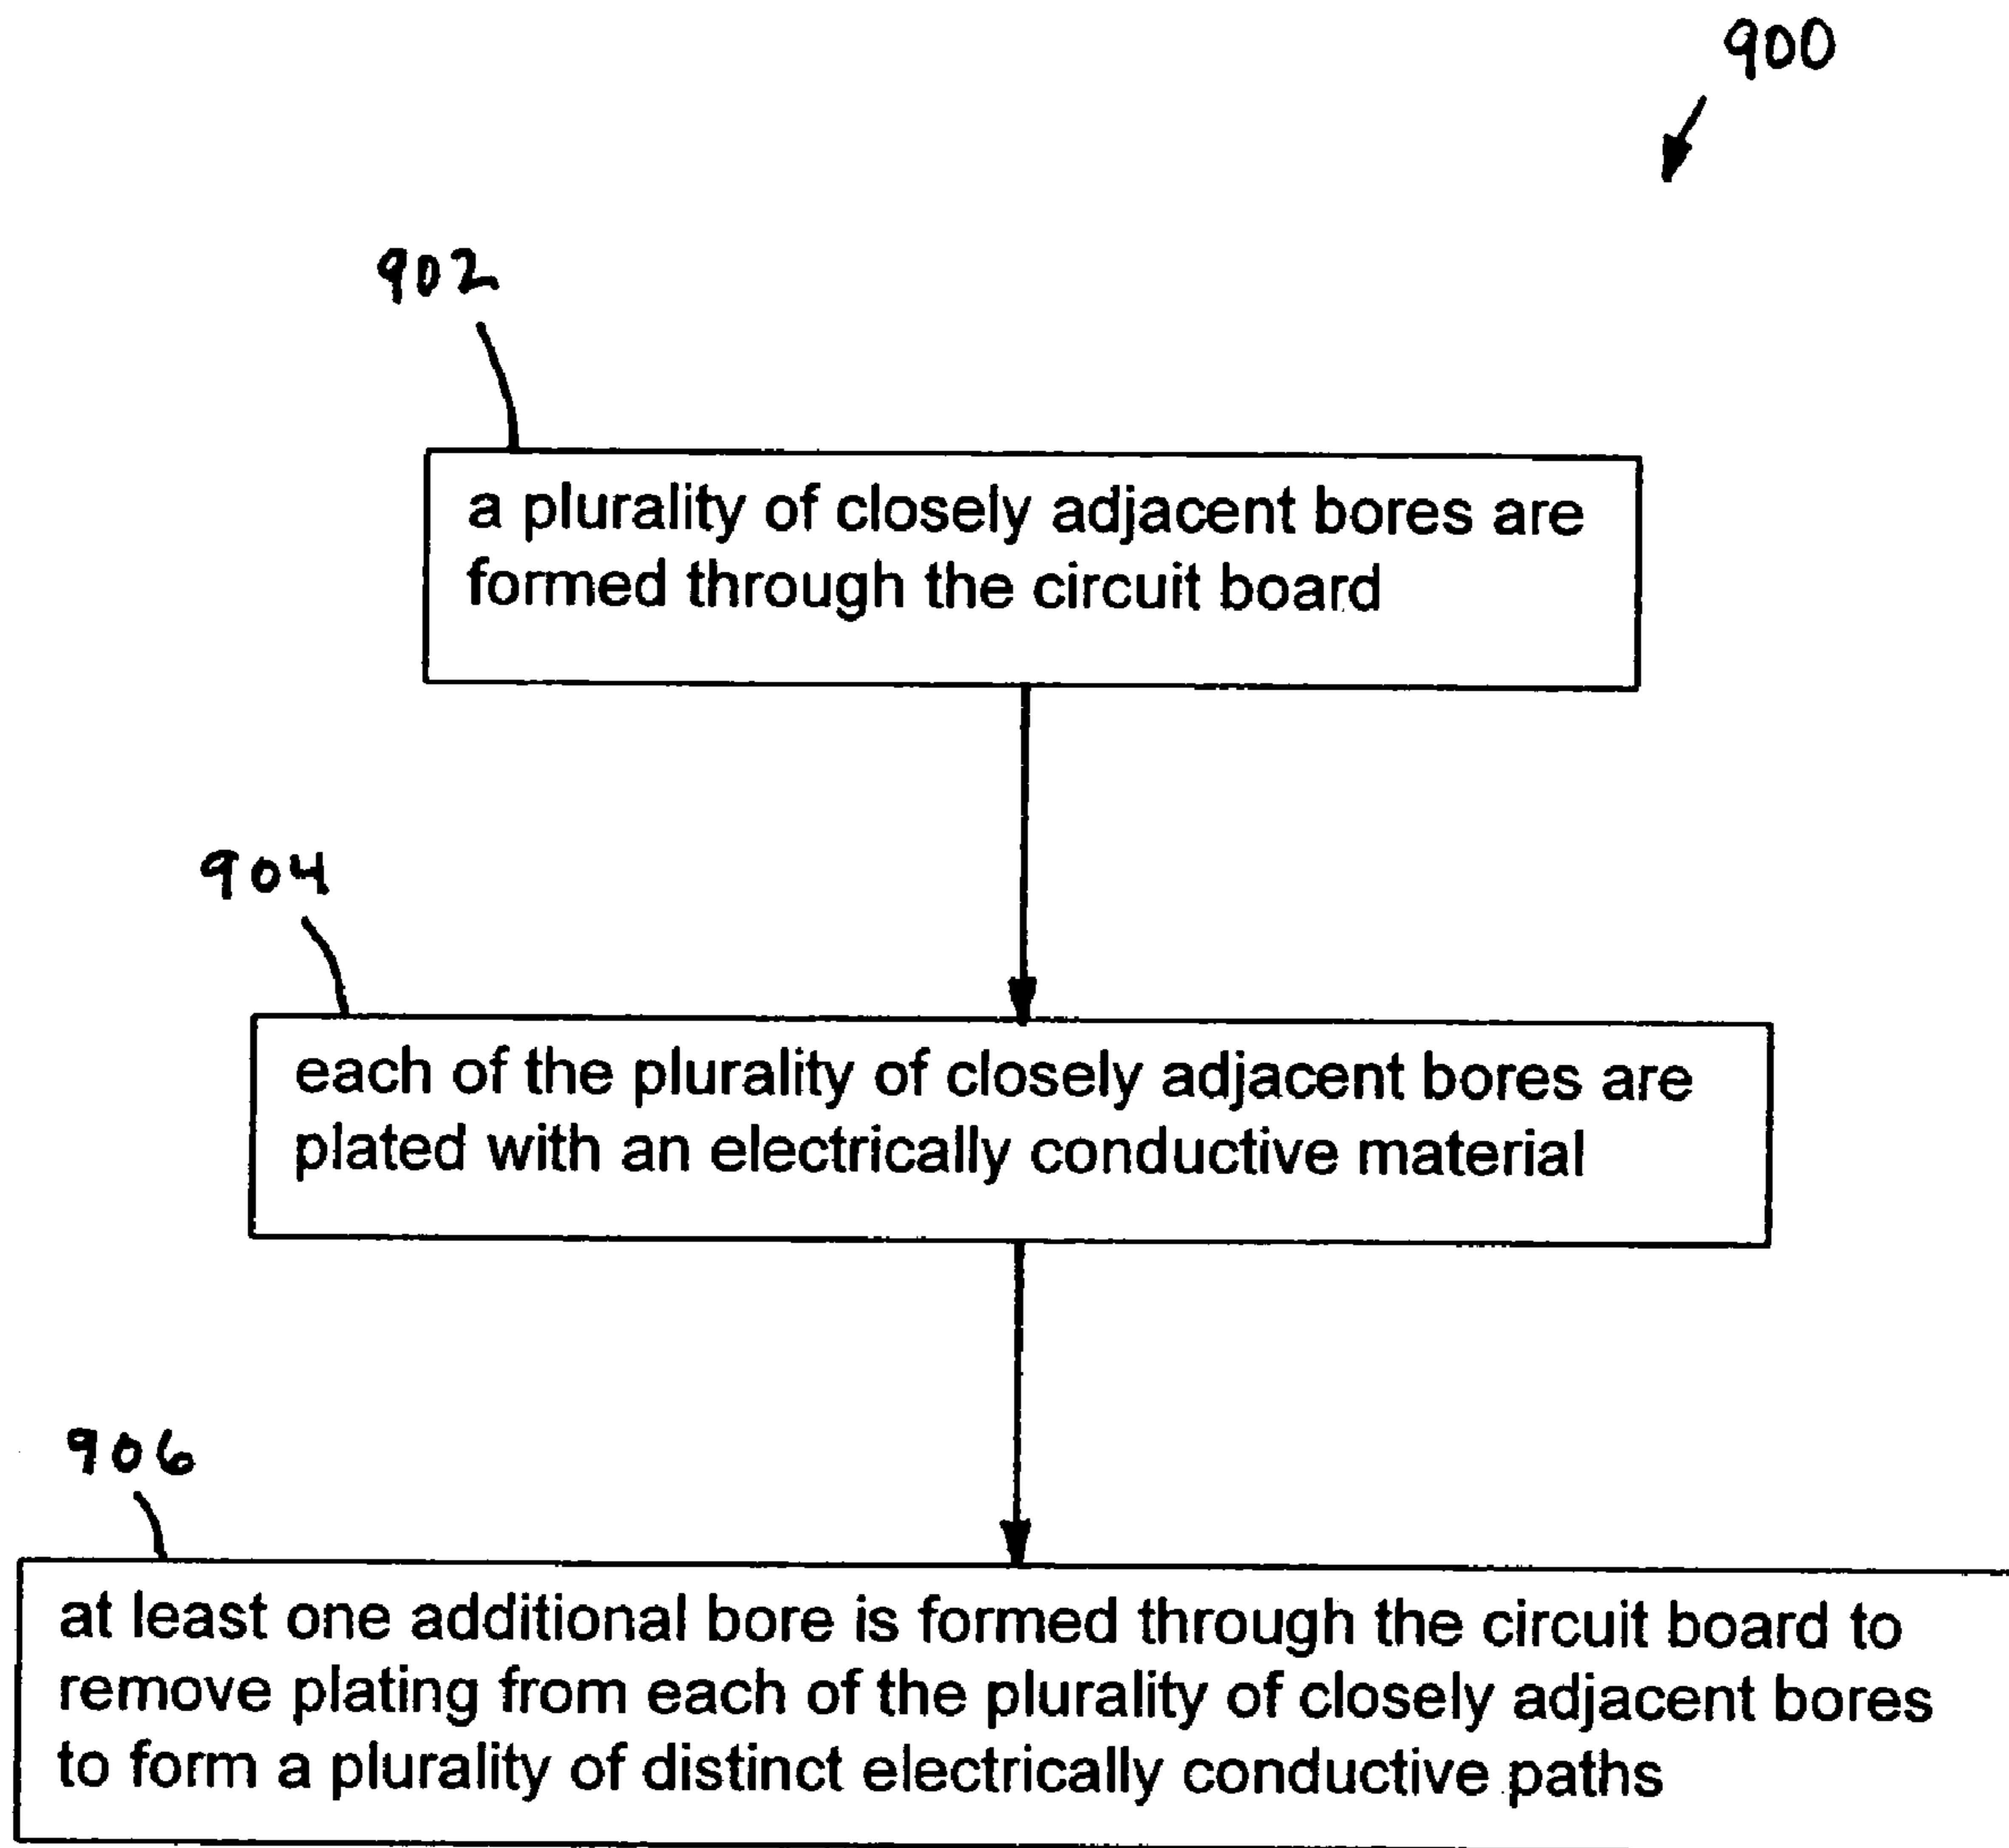 900
902
a plurality of closely adjacent bores are
formed through the circuit board
904
each of the plurality of closely adjacent bores are
plated with an electrically conductive material
906
at least one additional bore is formed through the circuit board to
remove plating from each of the plurality of closely adjacent bores
to form a plurality of distinct electrically conductive paths